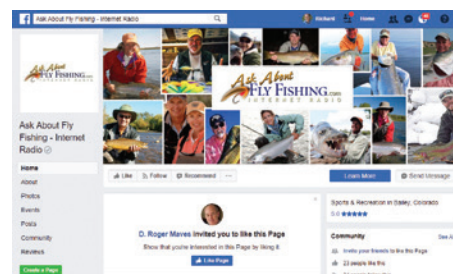 Ask About Fly Fishing - Internet Radio
Richard
Home
Ask About
FLY FISHING.com
INTERNET RADIO
Ask About
FLY FISHING.com
INTERNET RADIO
Ask About Fly
Fishing - Internet
Radio
Home
About
Photos
Events
Posts
Community
Reviews
Create a Page
Like
Follow
Recommend
Learn More
Send Message
D. Roger Maves invited you to like this Page
Show that you're interested in this Page by liking it
Like Page
Sports & Recreation in Bailey, Colorado
5.0
Community
See All
Invite your friends to like this Page
23 people like this